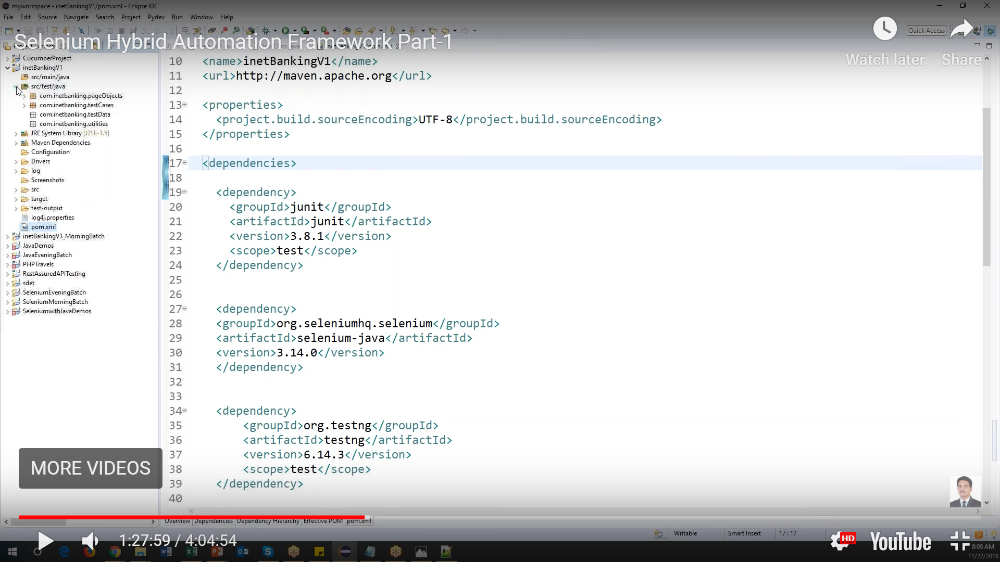 myworkspace - inetBankingV1/pom.xml - Eclipse IDE
File Edit Source Navigate Search Project Pydev Run Window Help
Quick Access
Selenium Hybrid Automation Framework Part-1
Watch later Share
CucumberProject
inetBankingV1
src/main/java
src/test/java
com.inetbanking.pageObjects
com.inetbanking.testCases
com.inetbanking.testData
com.inetbanking.utilities
JRE System Library [J2SE-1.5]
Maven Dependencies
Configuration
Drivers
log
Screenshots
src
target
test-output
log4j.properties
pom.xml
inetBankingV3_MorningBatch
JavaDemos
JavaEveningBatch
PHPTravels
RestAssuredAPITesting
sdet
SeleniumEveningBatch
SeleniumMorningBatch
SeleniumwithJavaDemos
10 <name>inetBankingV1</name>
11 <url>http://maven.apache.org</url>
12
13 <properties>
14 <project.build.sourceEncoding>UTF-8</project.build.sourceEncoding>
15 </properties>
16
17 <dependencies>
18
19 <dependency>
20 <groupId>junit</groupId>
21 <artifactId>junit</artifactId>
22 <version>3.8.1</version>
23 <scope>test</scope>
24 </dependency>
25
26
27 <dependency>
28 <groupId>org.seleniumhq.selenium</groupId>
29 <artifactId>selenium-java</artifactId>
30 <version>3.14.0</version>
31 </dependency>
32
33
34 <dependency>
35 <groupId>org.testng</groupId>
36 <artifactId>testng</artifactId>
37 <version>6.14.3</version>
38 <scope>test</scope>
39 </dependency>
40
MORE VIDEOS
Overview Dependencies Dependency Hierarchy Effective POM pom.xml
Writable Smart Insert 17 : 17
1:27:59 / 4:04:54
HD YouTube
8:09 AM
11/22/2018